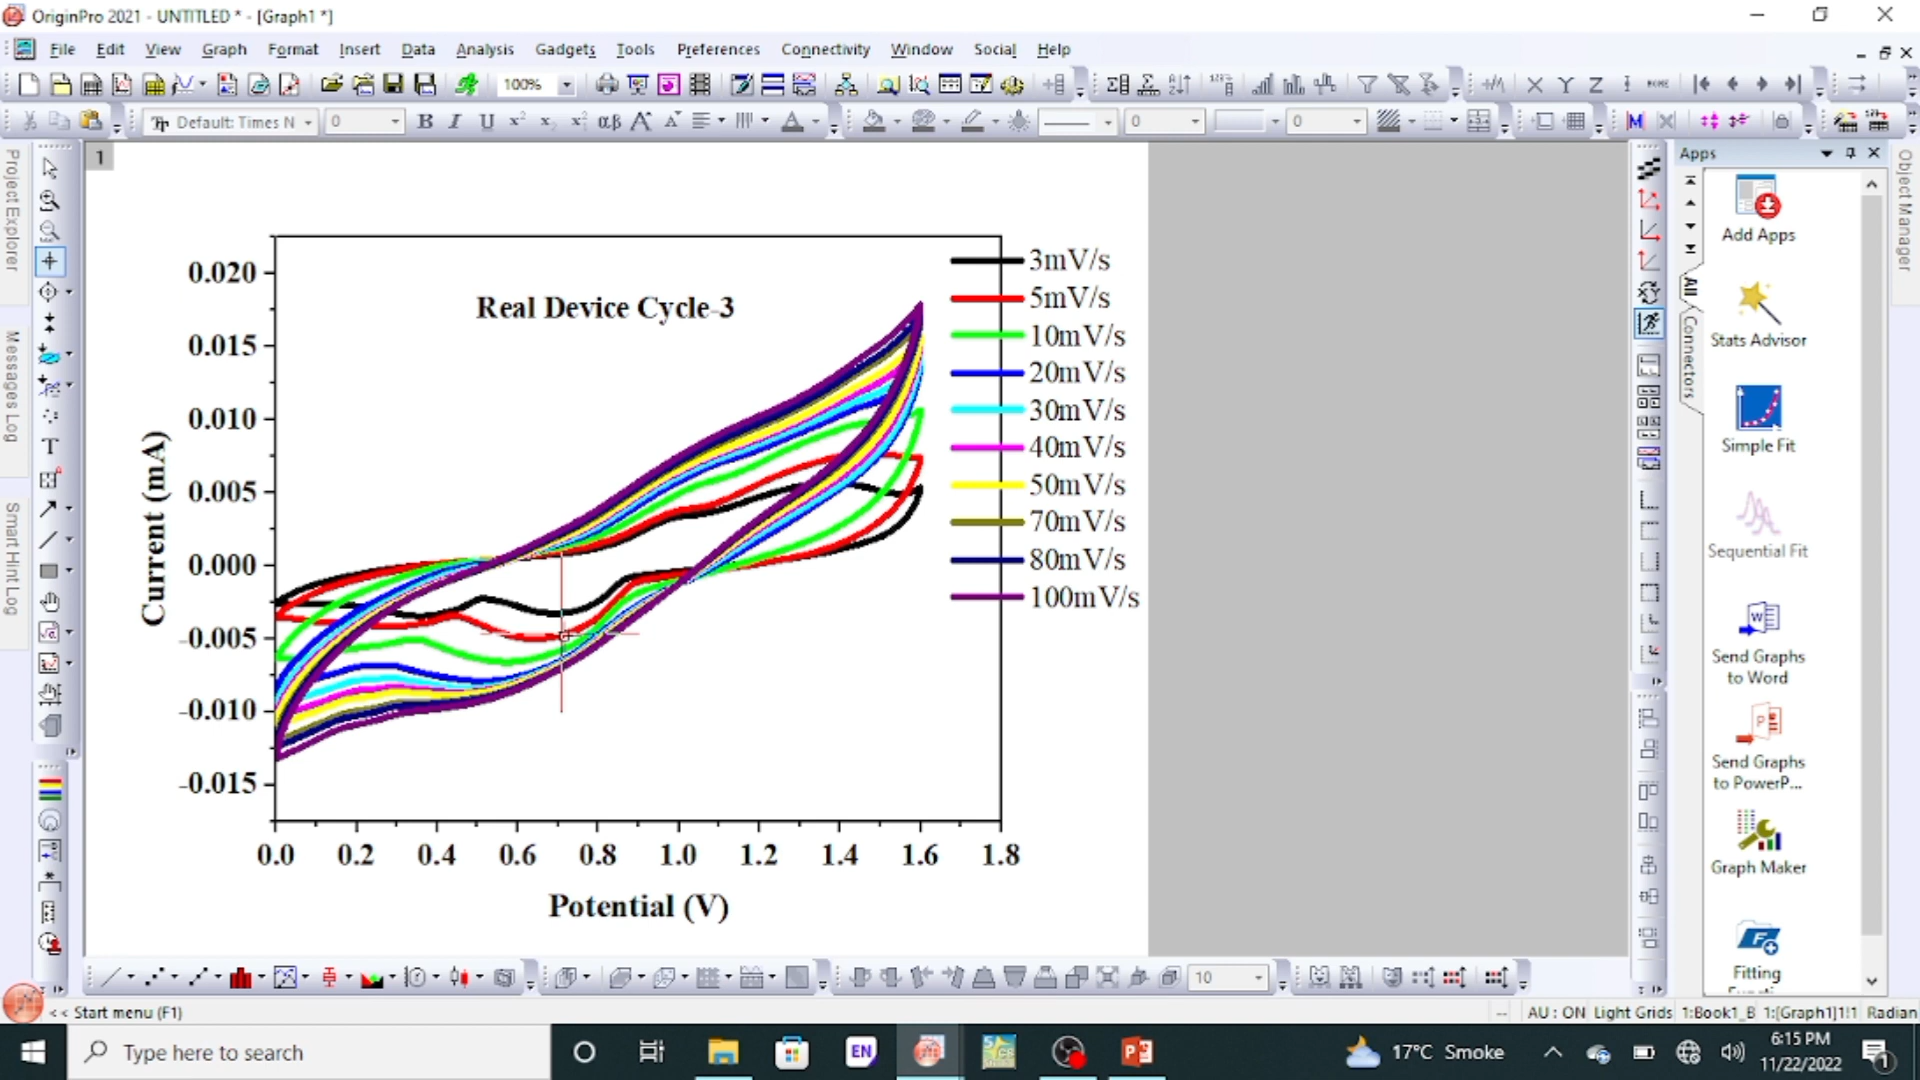 OriginPro 2021 - UNTITLED * - [Graph1 *]
File Edit View Graph Format Insert Data Analysis Gadgets Tools Preferences Connectivity Window Social Help
100%
Default: Times N 0 B I U αβ A 0 0
Project Explorer
Messages Log
Smart Hint Log
1
Real Device Cycle-3
Current (mA)
0.020
0.015
0.010
0.005
0.000
-0.005
-0.010
-0.015
0.0 0.2 0.4 0.6 0.8 1.0 1.2 1.4 1.6 1.8
Potential (V)
3mV/s
5mV/s
10mV/s
20mV/s
30mV/s
40mV/s
50mV/s
70mV/s
80mV/s
100mV/s
Apps
All
Connectors
Add Apps
Stats Advisor
Simple Fit
Sequential Fit
Send Graphs
to Word
Send Graphs
to PowerP...
Graph Maker
Fitting
Object Manager
10
<< Start menu (F1)
-- AU : ON Light Grids 1:Book1_B 1:[Graph1]1!1 Radian
Type here to search
EN
17°C Smoke
6:15 PM
11/22/2022
1